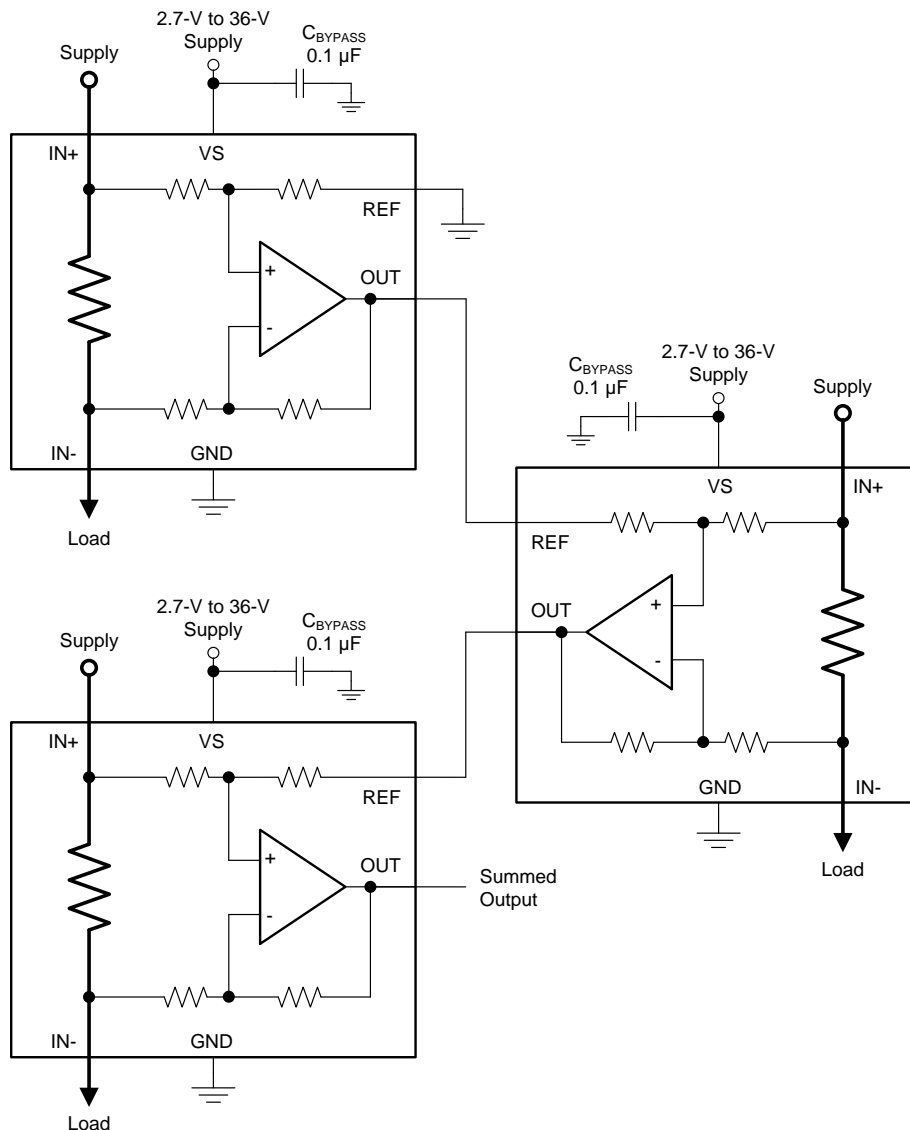 2.7-V to 36-V
Supply
CBYPASS
0.1 µF
Supply
IN+
VS
REF
+
OUT
-
IN-
GND
Load
CBYPASS
0.1 µF
2.7-V to 36-V
Supply
Supply
VS
IN+
REF
OUT
+
-
GND
IN-
Load
2.7-V to 36-V
Supply
CBYPASS
0.1 µF
Supply
IN+
VS
REF
+
OUT
-
Summed
Output
IN-
GND
Load